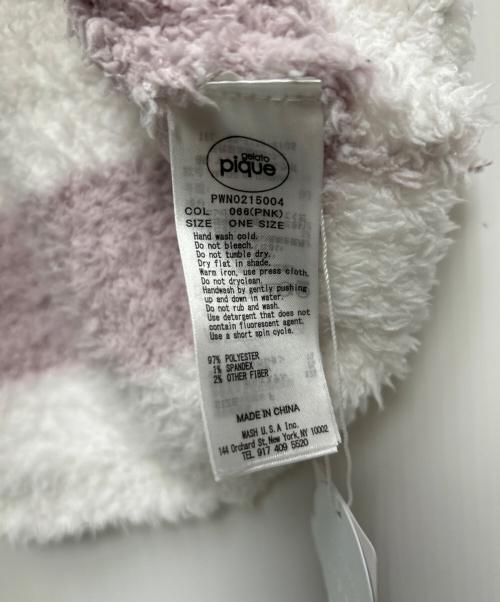 gelato
pique
PWNO215004
COL 066(PNK)
SIZE ONE SIZE
Hand wash cold.
Do not bleach.
Do not tumble dry.
Dry flat in shade.
Warm iron, use press cloth.
Do not dryclean.
Handwash by gently pushing
up and down in water.
Do not rub and wash.
Use detergent that does not
contain fluorescent agent.
Use a short spin cycle.
97% POLYESTER
1% SPANDEX
2% OTHER FIBER
MADE IN CHINA
MASH U.S.A Inc.
144 Orchard St, New York, NY 10002
TEL 917 409 5520